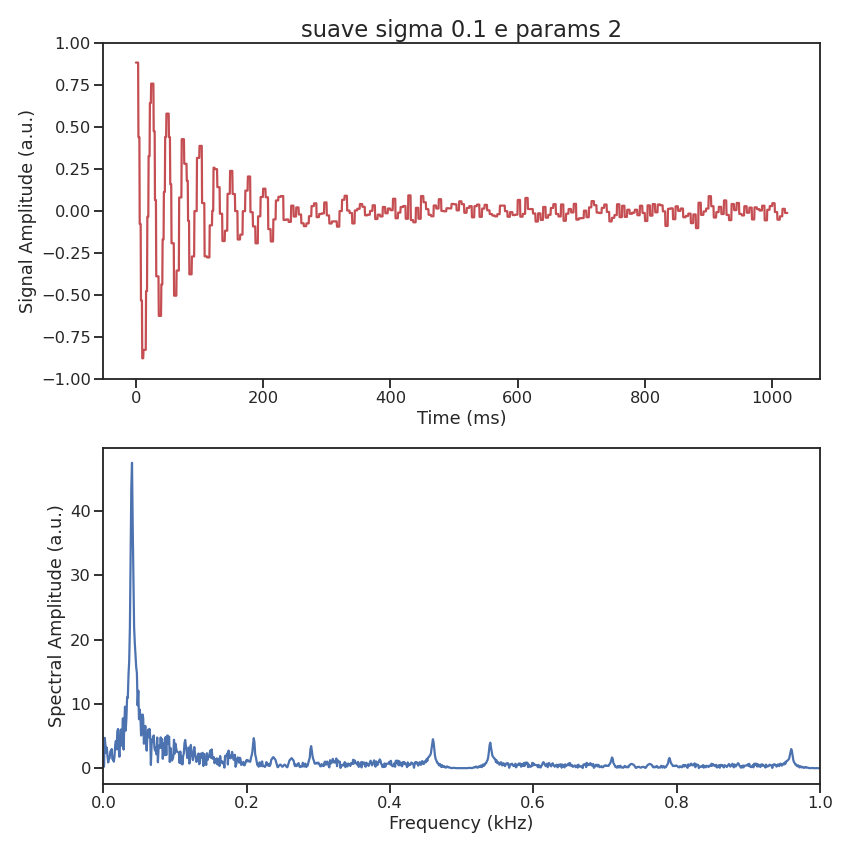 suave sigma 0.1 e params 2
1.00
0.75
0.50
0.25
0.00
−0.25
−0.50
−0.75
−1.00
Signal Amplitude (a.u.)
0 200 400 600 800 1000
Time (ms)
40
30
20
10
0
Spectral Amplitude (a.u.)
0.0 0.2 0.4 0.6 0.8 1.0
Frequency (kHz)